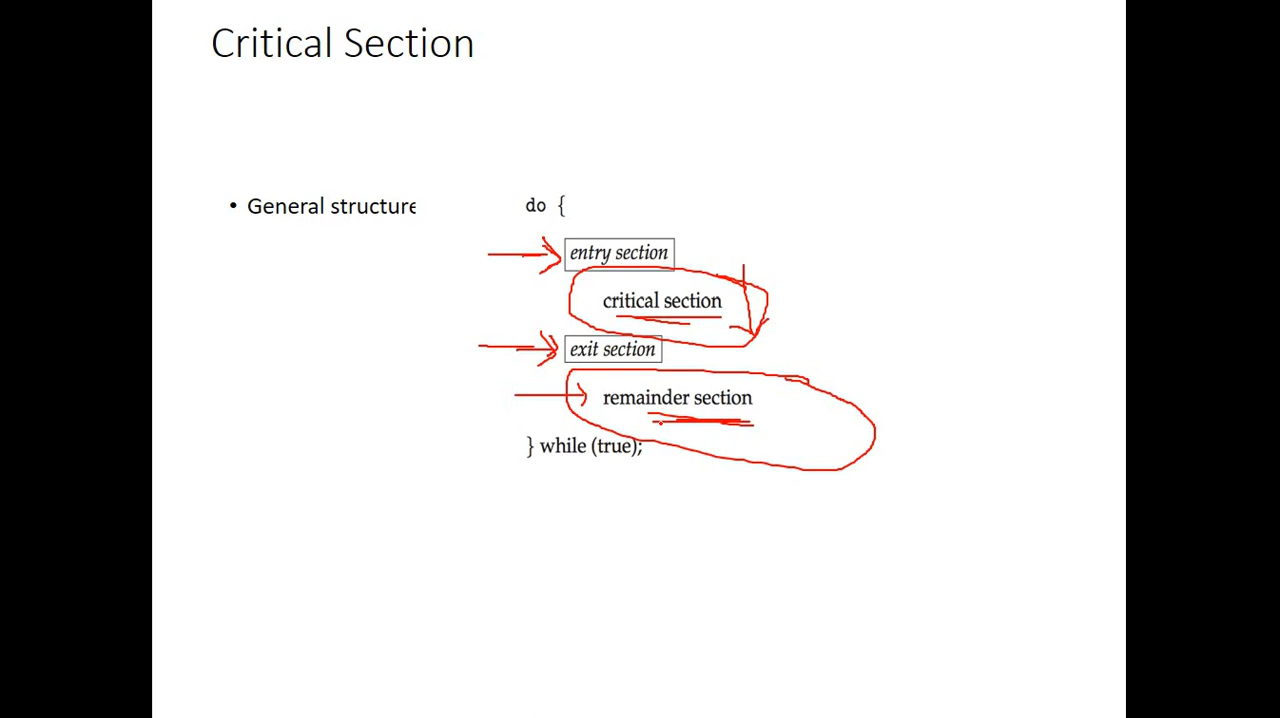 Critical Section
• General structure
do {
entry section
critical section
exit section
remainder section
} while (true);